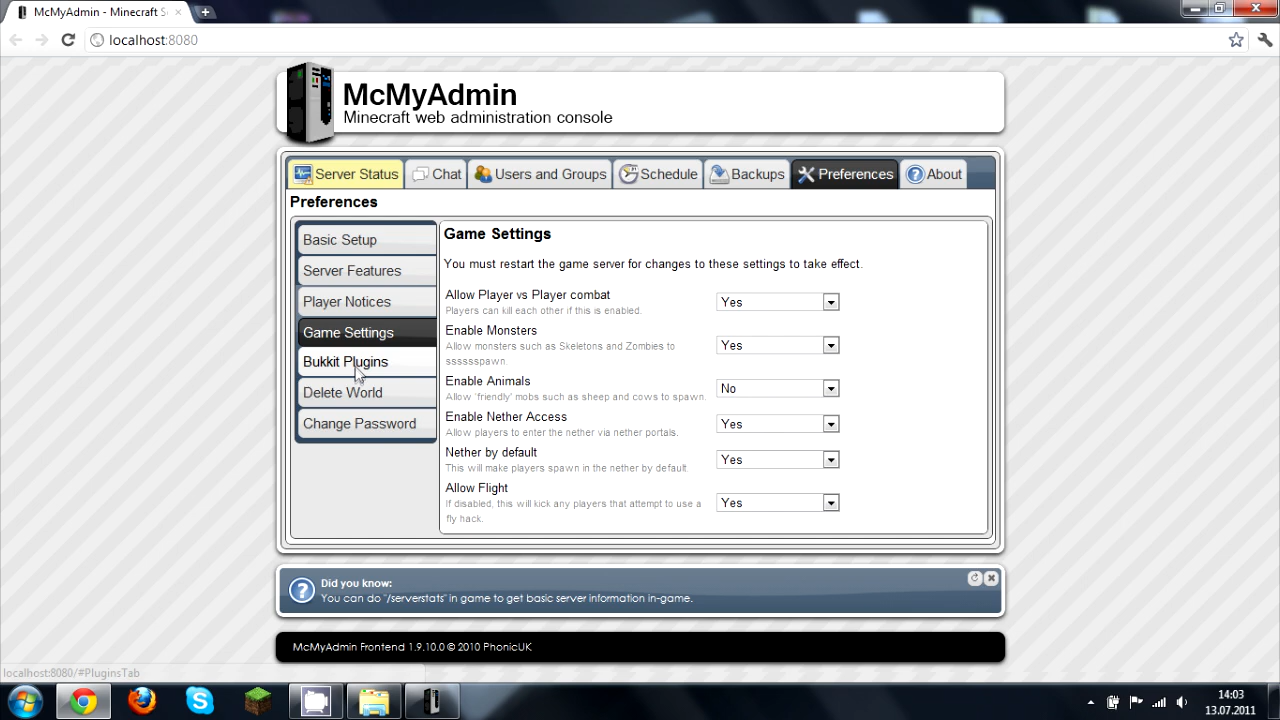 McMyAdmin - Minecraft S
localhost:8080
McMyAdmin
Minecraft web administration console
Server Status
Chat
Users and Groups
Schedule
Backups
Preferences
About
Preferences
Basic Setup
Server Features
Player Notices
Game Settings
Bukkit Plugins
Delete World
Change Password
Game Settings
You must restart the game server for changes to these settings to take effect.
Allow Player vs Player combat
Players can kill each other if this is enabled.
Yes
Enable Monsters
Allow monsters such as Skeletons and Zombies to
sssssspawn.
Yes
Enable Animals
Allow 'friendly' mobs such as sheep and cows to spawn.
No
Enable Nether Access
Allow players to enter the nether via nether portals.
Yes
Nether by default
This will make players spawn in the nether by default.
Yes
Allow Flight
If disabled, this will kick any players that attempt to use a
fly hack.
Yes
Did you know:
You can do "/serverstats" in game to get basic server information in-game.
McMyAdmin Frontend 1.9.10.0 © 2010 PhonicUK
localhost:8080/#PluginsTab
14:03
13.07.2011